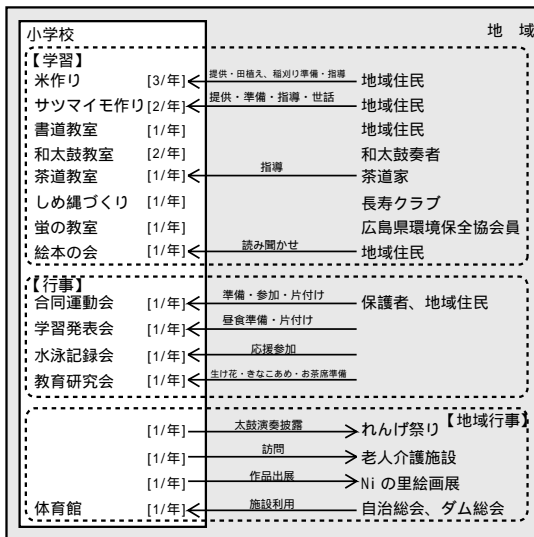 小学校 地 域
【学習】
米作り [3/年] 提供・田植え、稲刈り準備・指導 地域住民
サツマイモ作り [2/年] 提供・準備・指導・世話 地域住民
書道教室 [1/年] 地域住民
和太鼓教室 [2/年] 和太鼓奏者
茶道教室 [1/年] 指導 茶道家
しめ縄づくり [1/年] 長寿クラブ
蛍の教室 [1/年] 広島県環境保全協会員
絵本の会 [1/年] 読み聞かせ 地域住民
【行事】
合同運動会 [1/年] 準備・参加・片付け 保護者、地域住民
学習発表会 [1/年] 昼食準備・片付け
水泳記録会 [1/年] 応援参加
教育研究会 [1/年] 生け花・きなこあめ・お茶席準備
【地域行事】
[1/年] 太鼓演奏披露 れんげ祭り
[1/年] 訪問 老人介護施設
[1/年] 作品出展 Niの里絵画展
体育館 [1/年] 施設利用 自治総会、ダム総会